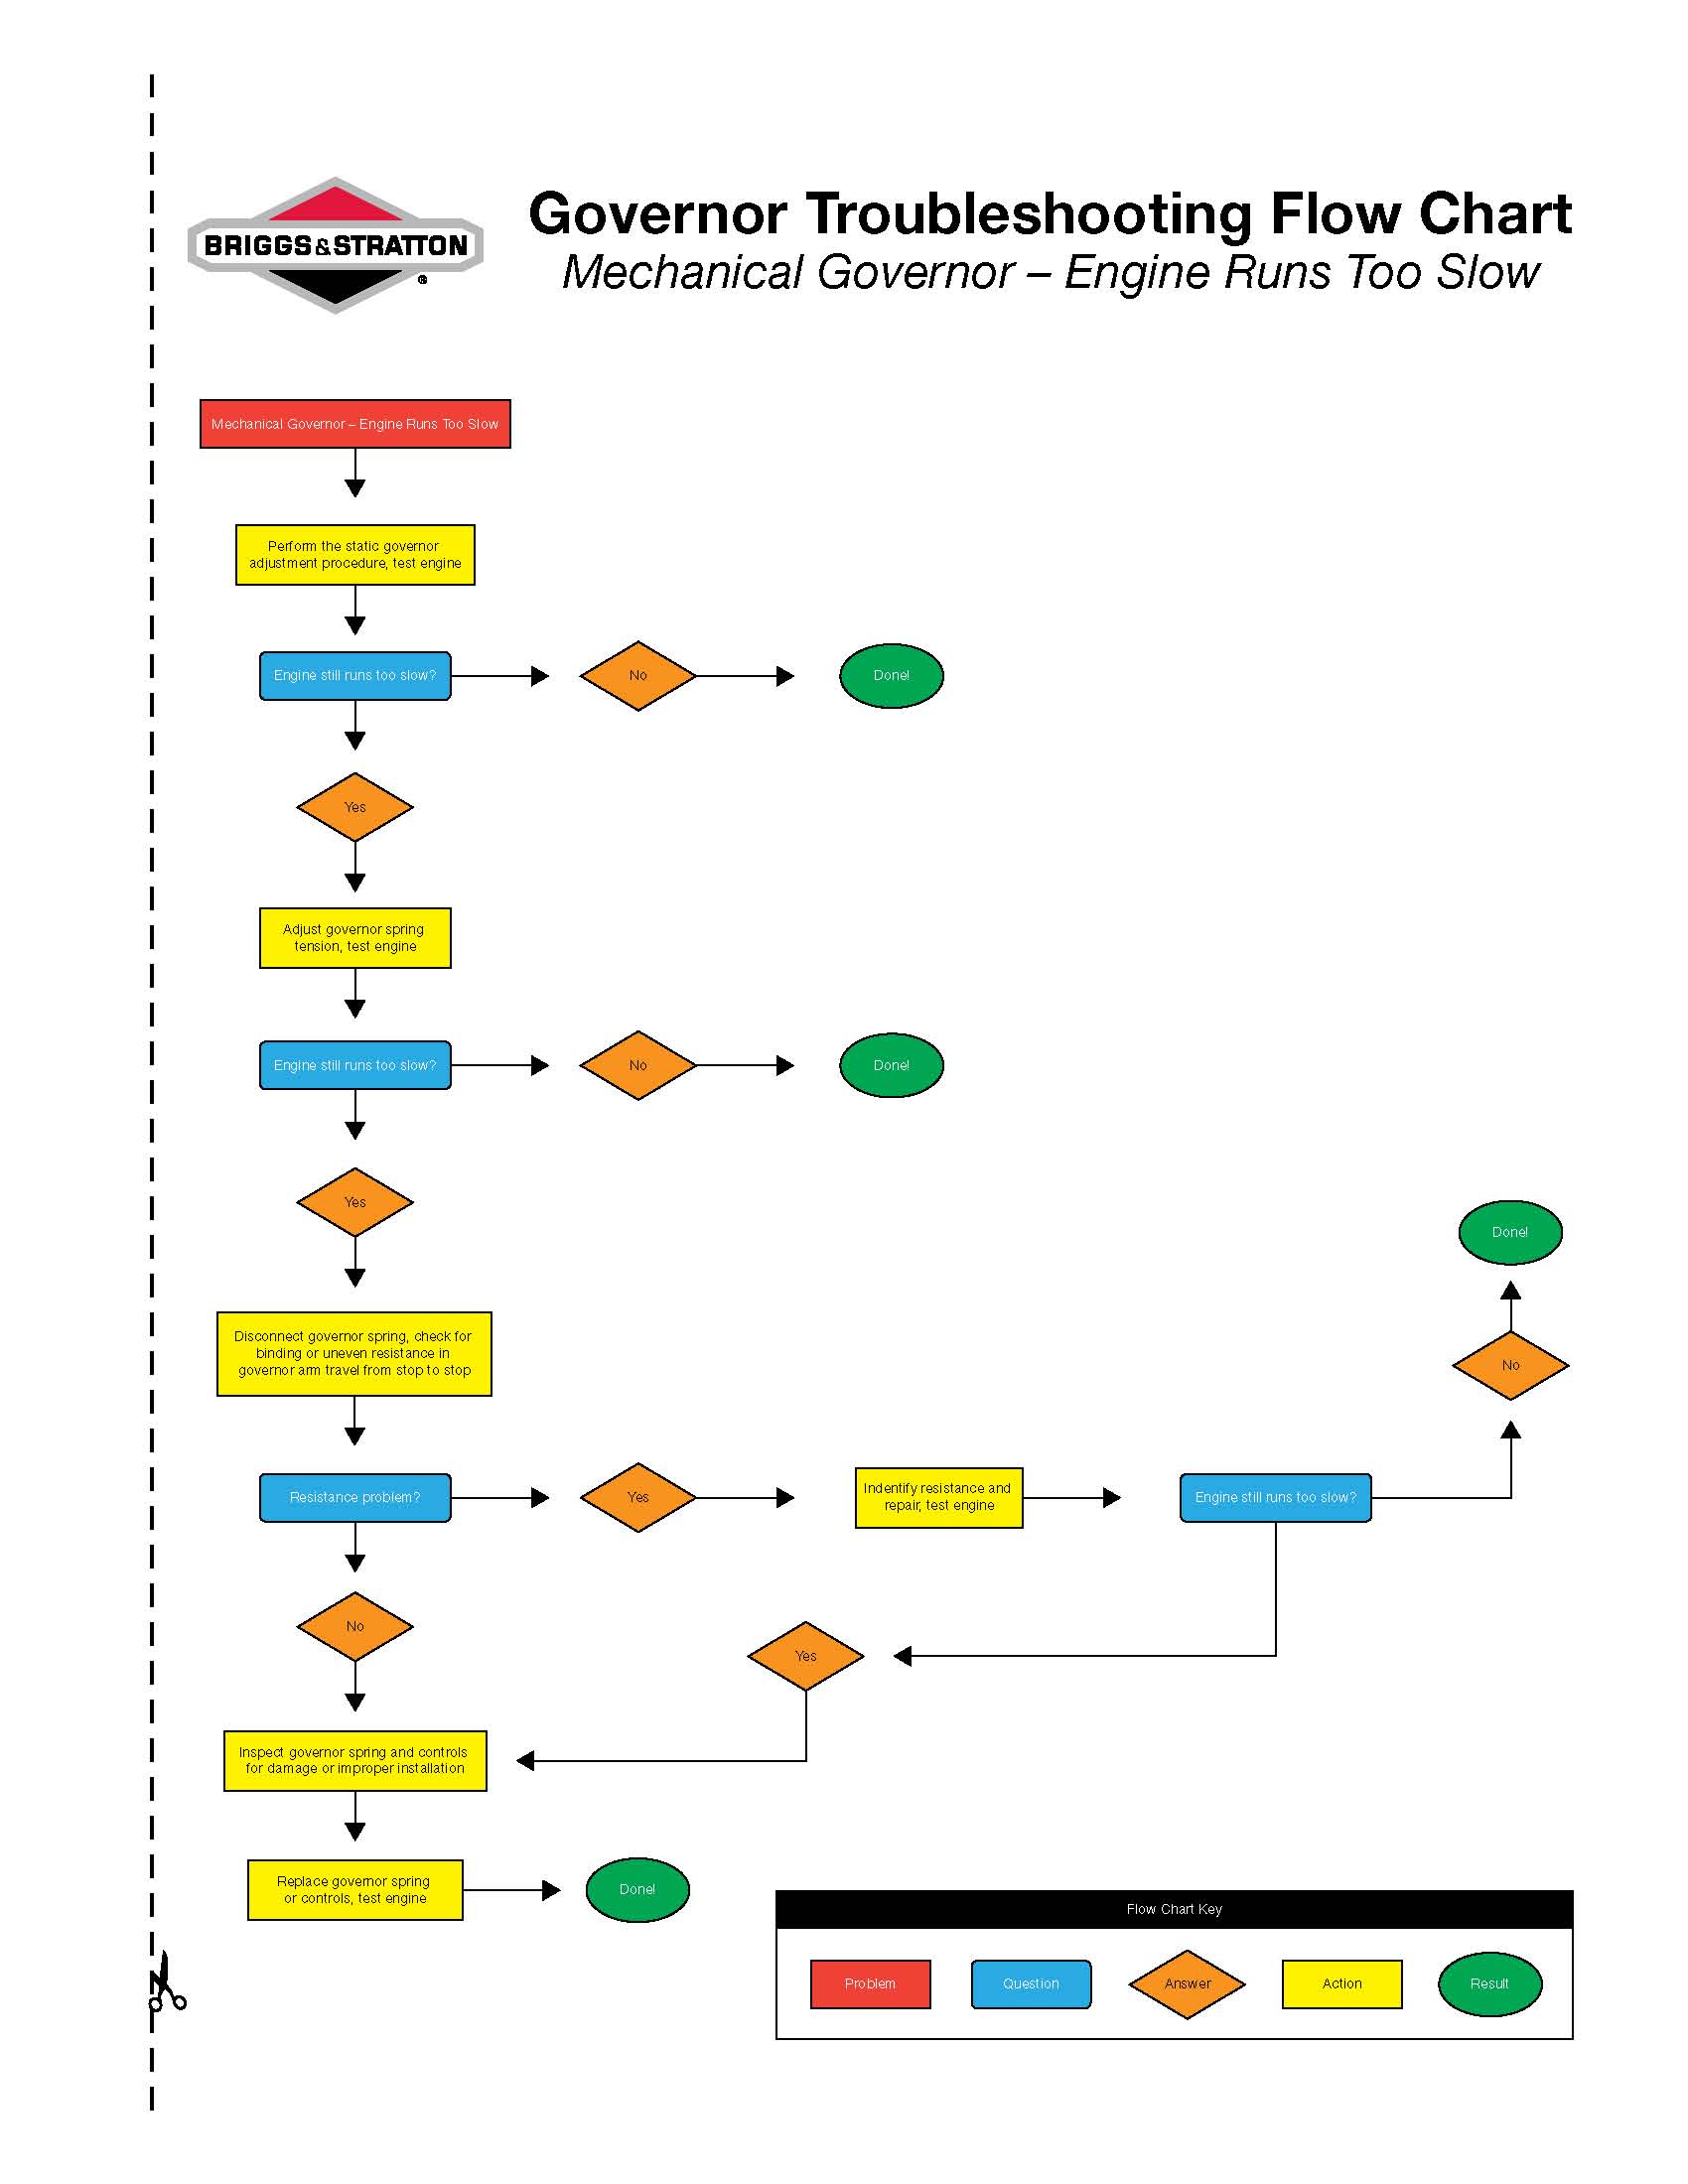 BRIGGS&STRATTON
®
Governor Troubleshooting Flow Chart
Mechanical Governor – Engine Runs Too Slow
Mechanical Governor – Engine Runs Too Slow
Perform the static governor
adjustment procedure, test engine
Engine still runs too slow?
No
Done!
Yes
Adjust governor spring
tension, test engine
Engine still runs too slow?
No
Done!
Yes
Disconnect governor spring, check for
binding or uneven resistance in
governor arm travel from stop to stop
Resistance problem?
Yes
Indentify resistance and
repair, test engine
Engine still runs too slow?
No
Done!
Yes
No
Inspect governor spring and controls
for damage or improper installation
Replace governor spring
or controls, test engine
Done!
Flow Chart Key
Problem
Question
Answer
Action
Result